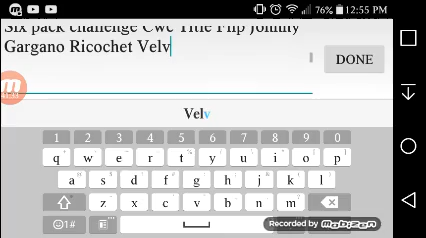 76% 12:55 PM
Six pack challenge Cwc Title Flip Johnny
Gargano Ricochet Velv
DONE
Velv
1 2 3 4 5 6 7 8 9 0
q w e r t y u i o p
a s d f g h j k l
z x c v b n m
1#
Recorded by mobizen